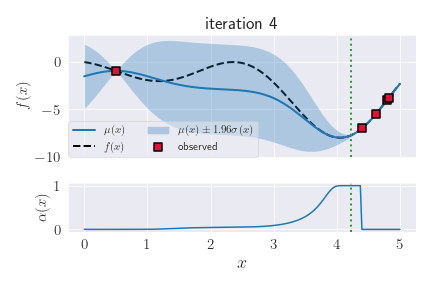 iteration 4
f(x)
0
−5
−10
μ(x)
μ(x) ± 1.96σ(x)
f(x)
observed
α(x)
1
0
0 1 2 3 4 5
x